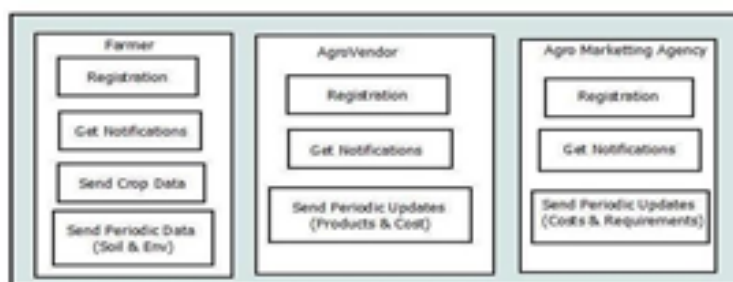 Farmer
Registration
Get Notifications
Send Crop Data
Send Periodic Data
(Soil & Env)
AgroVendor
Registration
Get Notifications
Send Periodic Updates
(Products & Cost)
Agro Marketting Agency
Registration
Get Notifications
Send Periodic Updates
(Costs & Requirements)